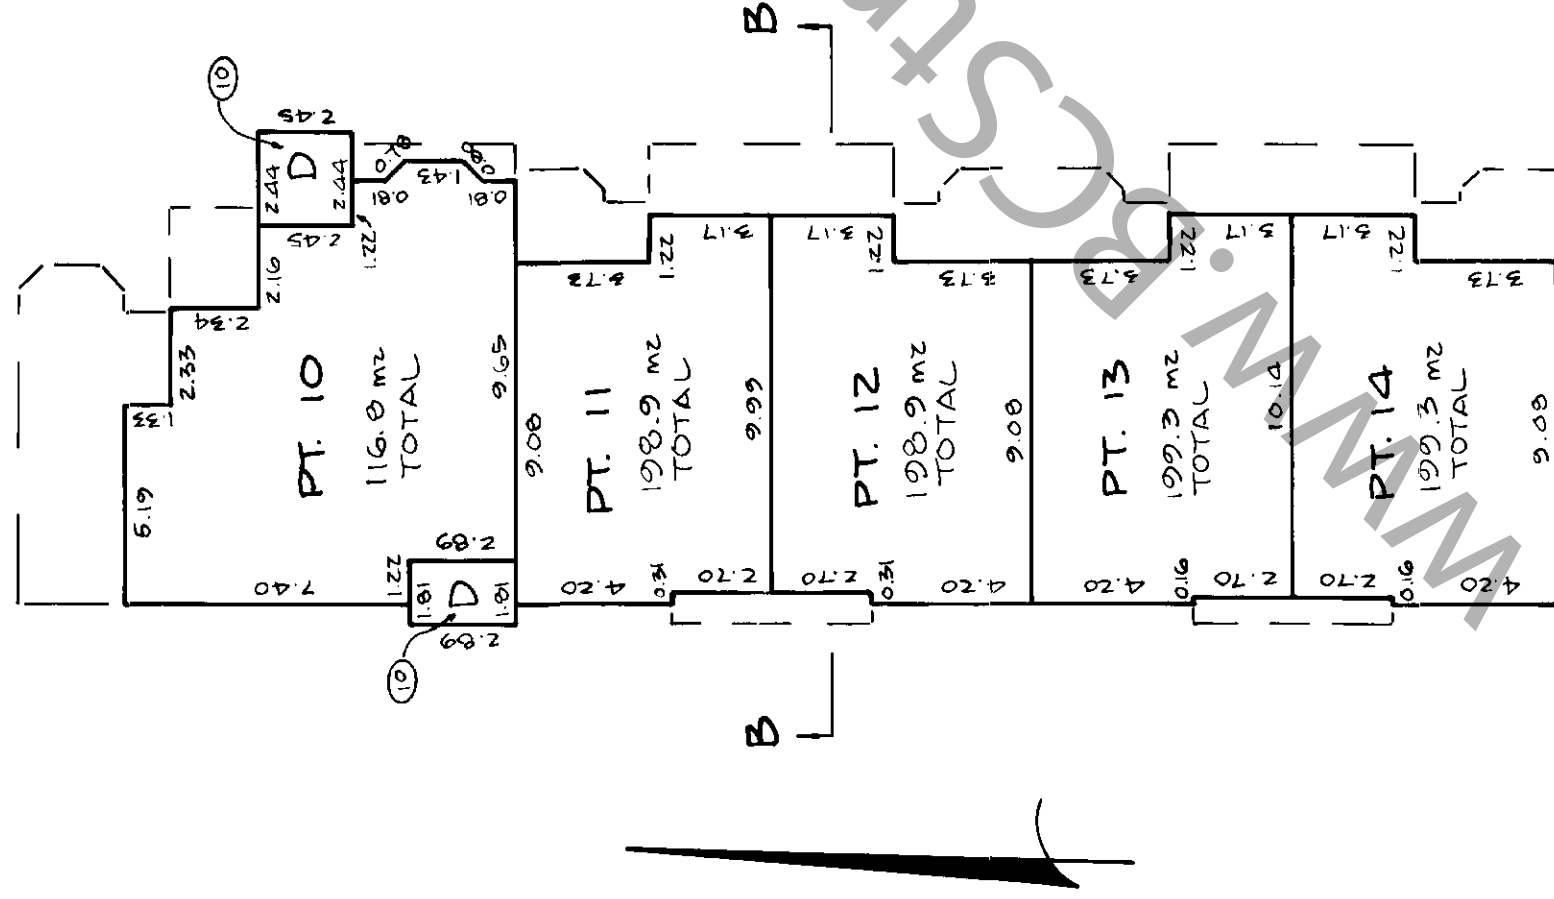 B
10
2.45
D
2.44
2.44
2.45
1.22
0.81
0.78
1.43
0.81
2.16
2.34
2.33
1.33
5.19
7.40
PT. 10
116.8 m2
TOTAL
9.65
1.22
2.89
1.81
D
1.81
2.89
10
3.17
1.22
9.08
PT. 11
198.9 m2
TOTAL
9.99
4.20
0.31
2.70
3.17
1.22
3.73
PT. 12
198.9 m2
TOTAL
9.08
2.70
0.31
4.20
3.73
1.22
3.17
PT. 13
199.3 m2
TOTAL
10.14
4.20
0.16
2.70
3.17
1.22
3.73
PT. 14
199.3 m2
TOTAL
9.08
2.70
0.16
4.20
B
www.BCStu